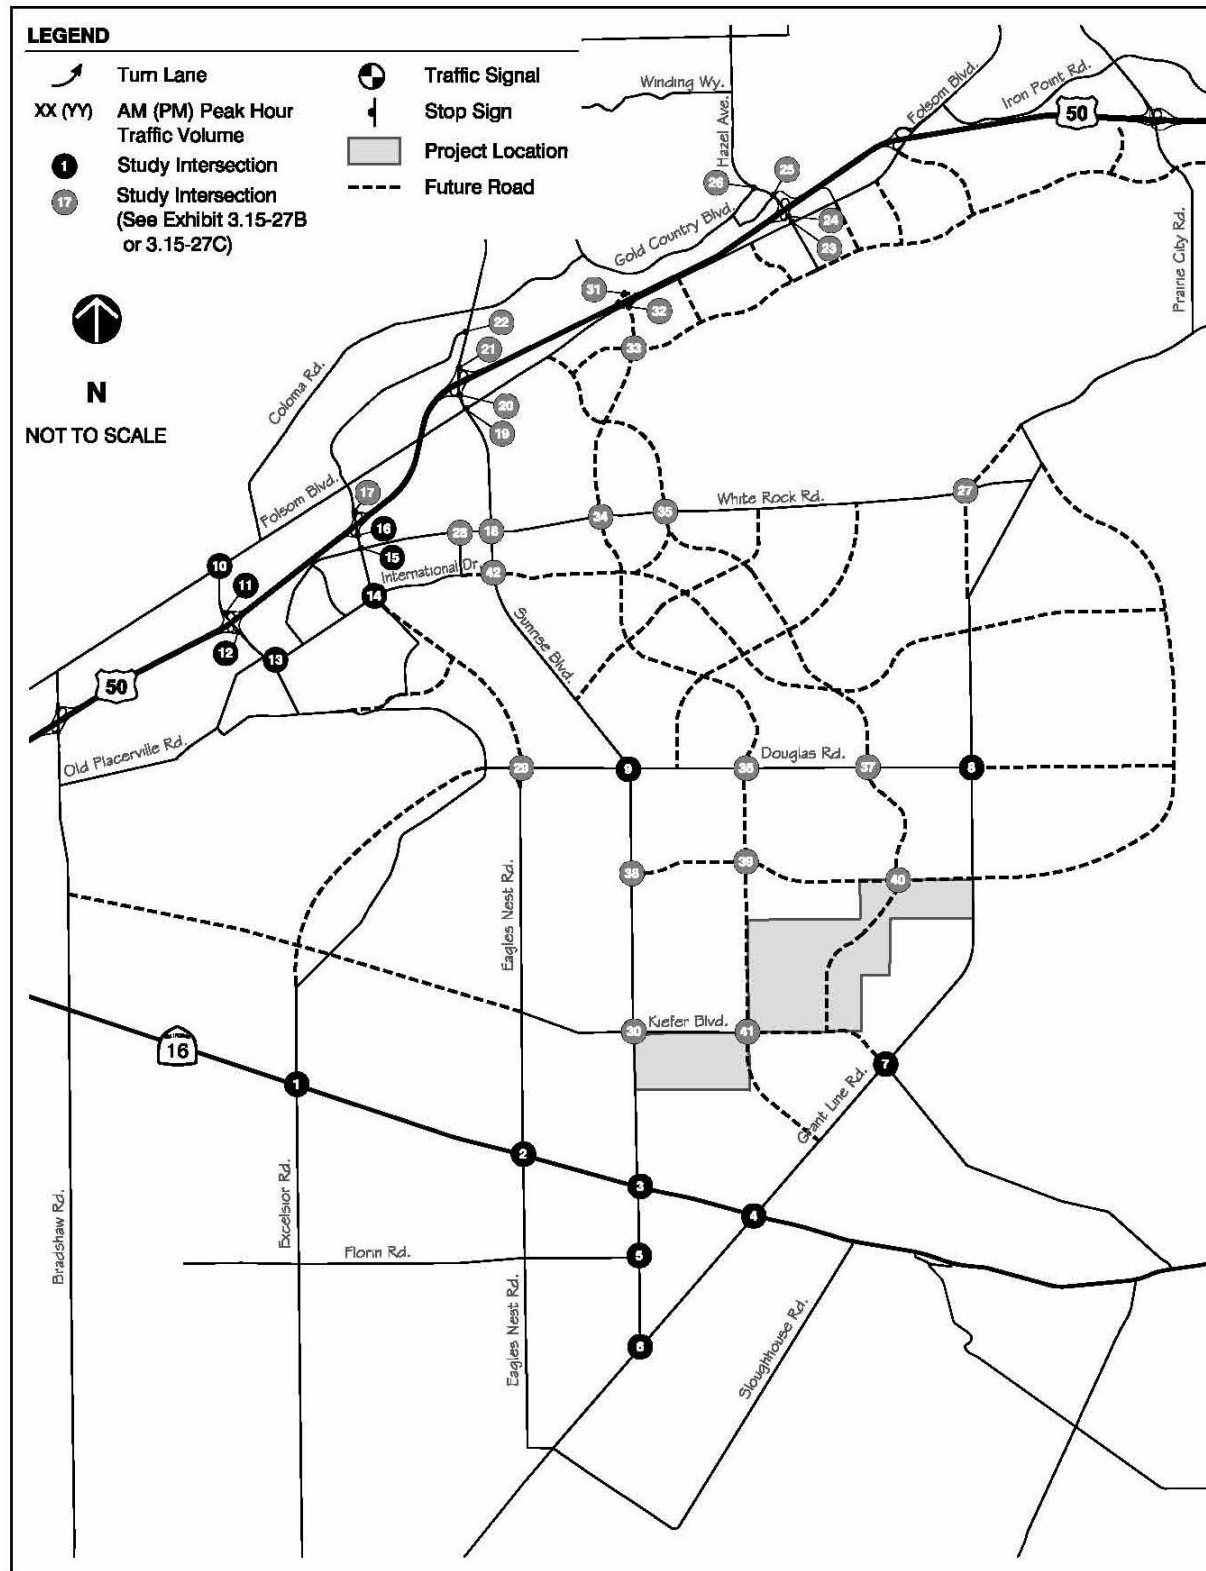 LEGEND
Turn Lane
XX (YY)
AM (PM) Peak Hour
Traffic Volume
1
Study Intersection
17
Study Intersection
(See Exhibit 3.15-27B
or 3.15-27C)
Traffic Signal
Stop Sign
Project Location
Future Road
N
NOT TO SCALE
Winding Wy.
Hazel Ave.
Folsom Blvd.
Iron Point Rd.
50
Prairie City Rd.
26
25
24
23
Gold Country Blvd.
31
32
33
22
21
20
19
Coloma Rd.
Folsom Blvd.
17
16
15
28
18
34
35
White Rock Rd.
27
10
11
12
13
14
International Dr.
42
Sunrise Blvd.
50
Old Placerville Rd.
29
9
36
Douglas Rd.
37
8
38
39
40
Eagles Nest Rd.
30
Kiefer Blvd.
41
16
1
2
3
4
7
Grant Line Rd.
Bradshaw Rd.
Excelsior Rd.
Florin Rd.
5
Eagles Nest Rd.
6
Sloughhouse Rd.